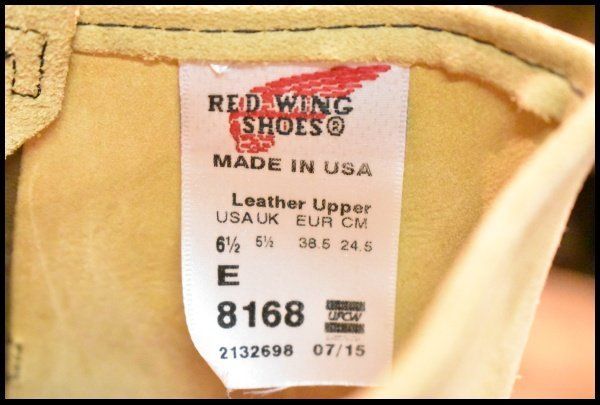 RED WING
SHOES®
MADE IN USA
Leather Upper
USA UK EUR CM
6½ 5½ 38.5 24.5
E
8168 UFCW
2132698 07/15